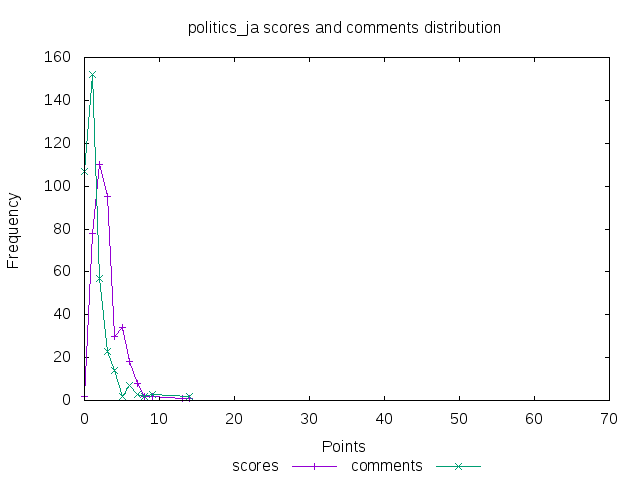 politics_ja scores and comments distribution
160
140
120
100
80
60
40
20
0
Frequency
0 10 20 30 40 50 60 70
Points
scores comments